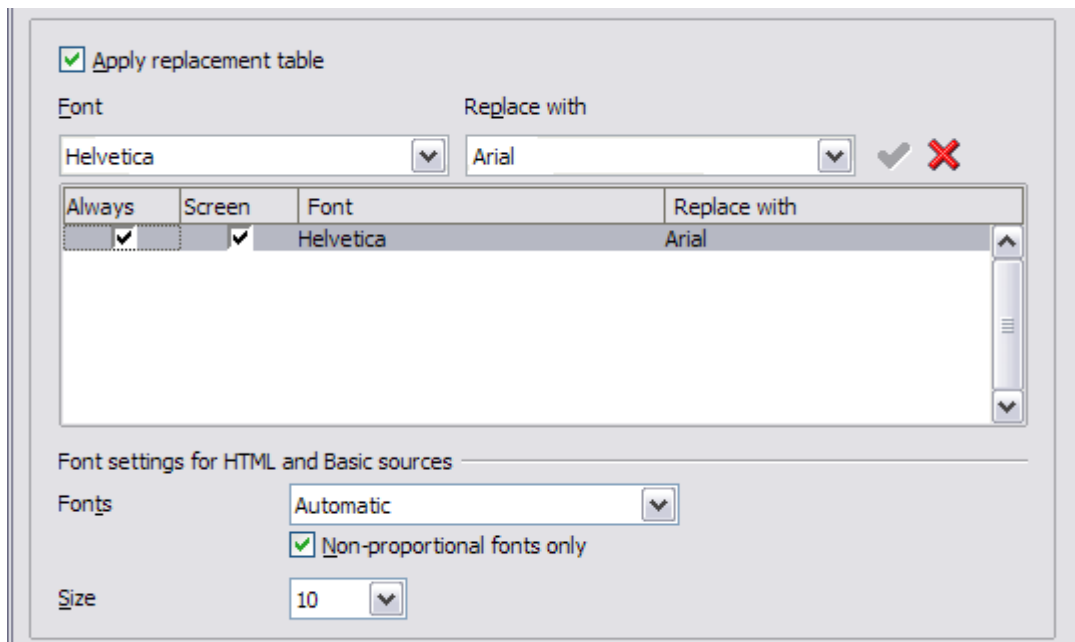 Apply replacement table
Font Replace with
Helvetica Arial
Always Screen Font Replace with
Helvetica Arial
Font settings for HTML and Basic sources
Fonts Automatic
Non-proportional fonts only
Size 10